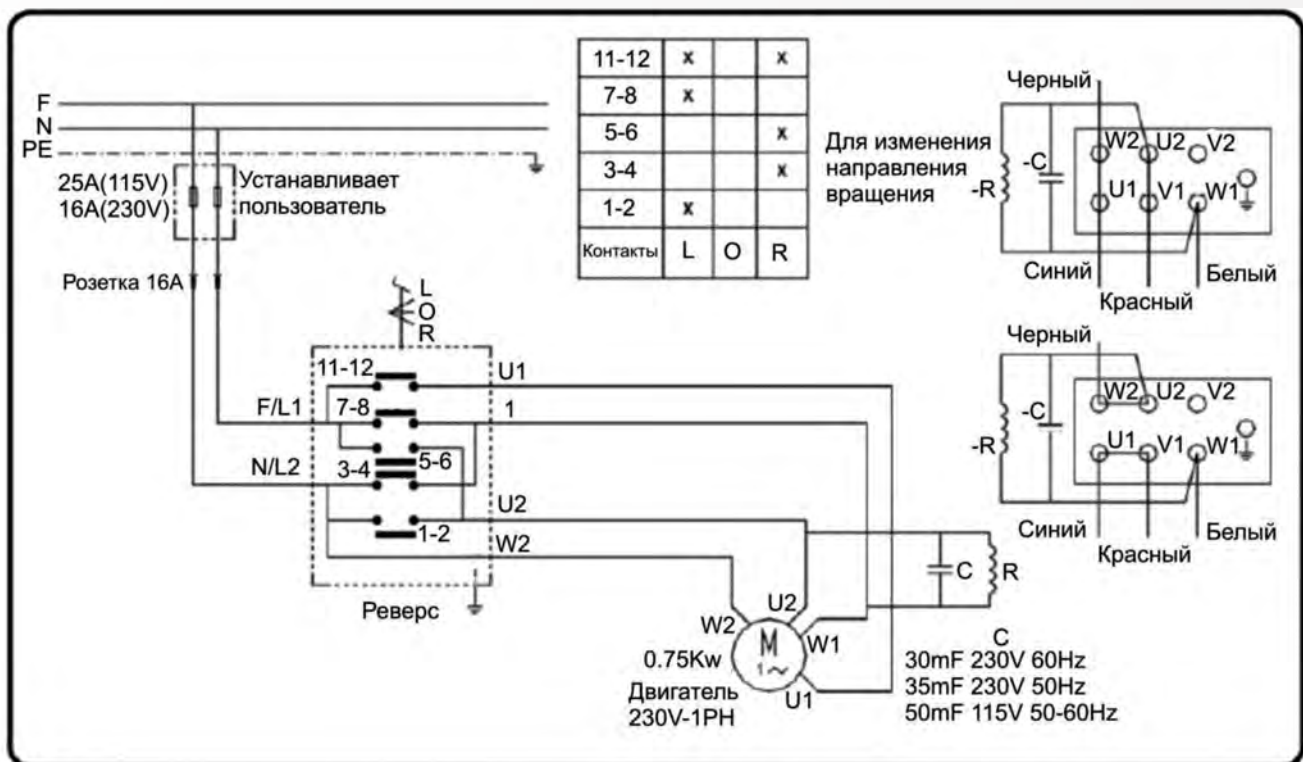 F
N
PE
25A(115V)
16A(230V)
Устанавливает
пользователь
Розетка 16A
11-12 x x
7-8 x
5-6 x
3-4 x
1-2 x
Контакты L O R
Для изменения
направления
вращения
Черный
W2 U2 V2
-C
-R
U1 V1 W1
Синий
Красный
Белый
Черный
W2 U2 V2
-C
-R
U1 V1 W1
Синий
Красный
Белый
L
O
R
11-12
U1
F/L1
7-8
1
N/L2
3-4
5-6
U2
1-2
W2
Реверс
C
R
U2
W2
M
1~
W1
U1
0.75Kw
Двигатель
230V-1PH
C
30mF 230V 60Hz
35mF 230V 50Hz
50mF 115V 50-60Hz